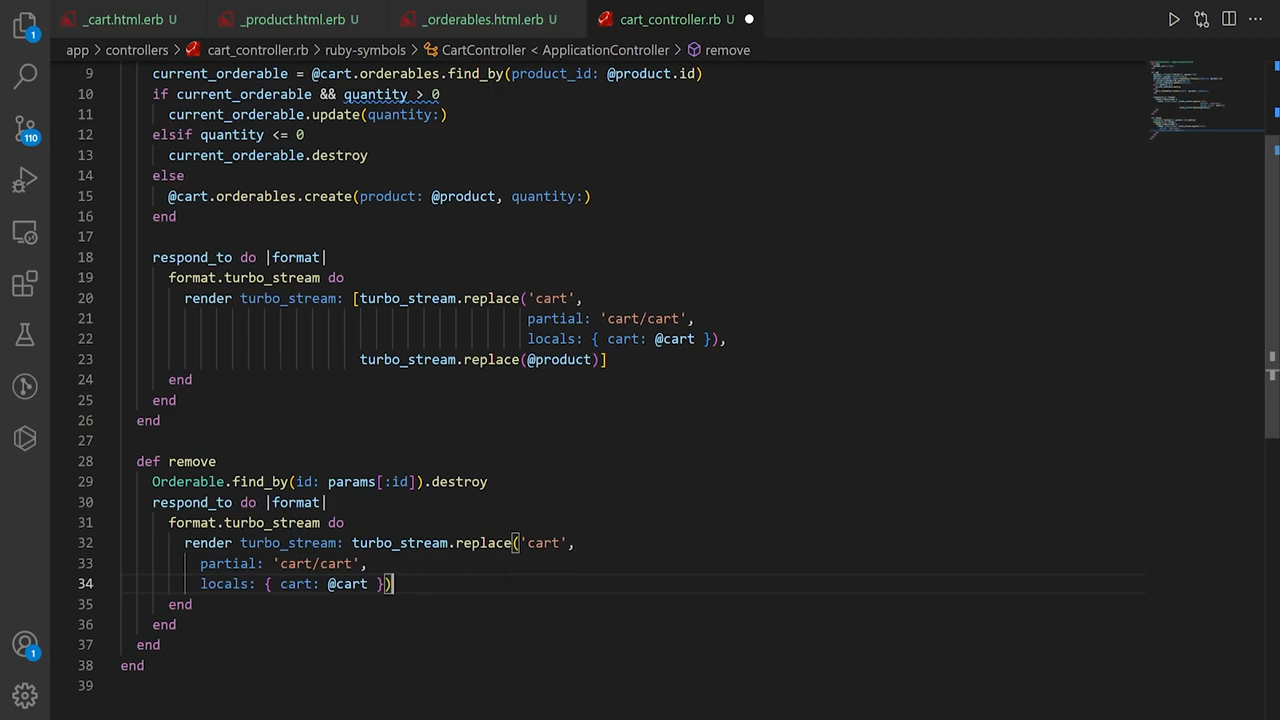 _cart.html.erb U
_product.html.erb U
_orderables.html.erb U
cart_controller.rb U
app > controllers > cart_controller.rb > ruby-symbols > CartController < ApplicationController > remove
9 current_orderable = @cart.orderables.find_by(product_id: @product.id)
10 if current_orderable && quantity > 0
11 current_orderable.update(quantity:)
12 elsif quantity <= 0
13 current_orderable.destroy
14 else
15 @cart.orderables.create(product: @product, quantity:)
16 end
17
18 respond_to do |format|
19 format.turbo_stream do
20 render turbo_stream: [turbo_stream.replace('cart',
21 partial: 'cart/cart',
22 locals: { cart: @cart }),
23 turbo_stream.replace(@product)]
24 end
25 end
26 end
27
28 def remove
29 Orderable.find_by(id: params[:id]).destroy
30 respond_to do |format|
31 format.turbo_stream do
32 render turbo_stream: turbo_stream.replace('cart',
33 partial: 'cart/cart',
34 locals: { cart: @cart })
35 end
36 end
37 end
38 end
39
1
110
1